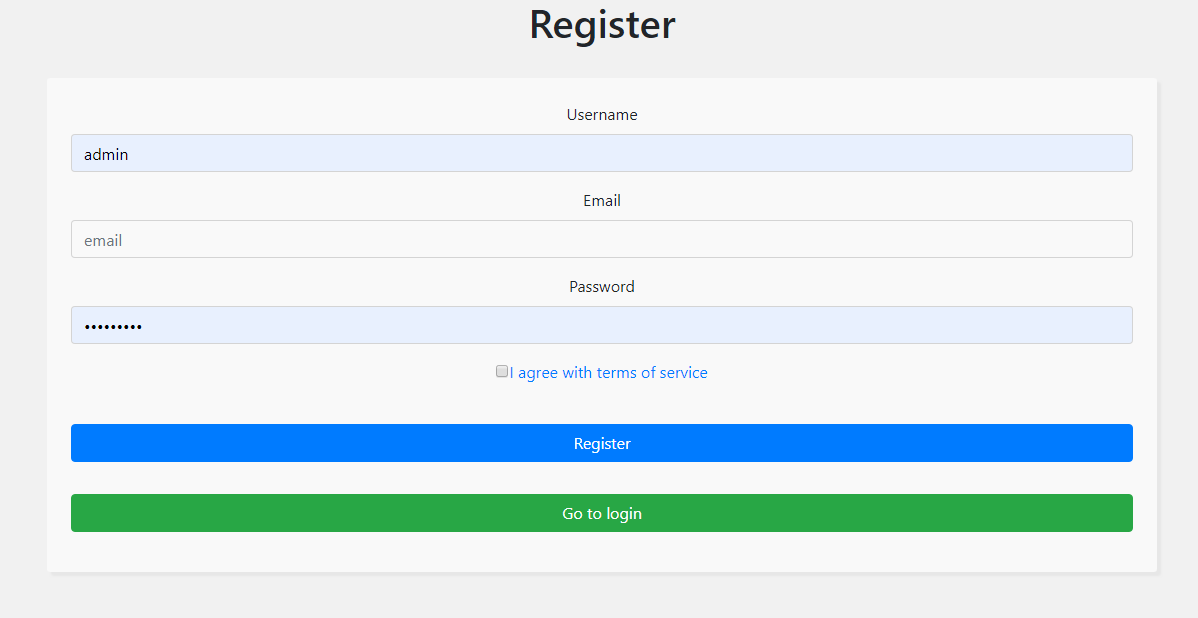 Register
Username
admin
Email
email
Password
•••••••••
I agree with terms of service
Register
Go to login